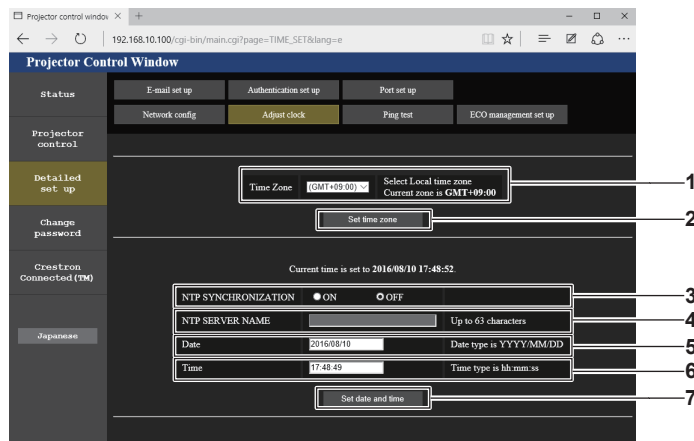 Projector control window
192.168.10.100/cgi-bin/main.cgi?page=TIME_SET&lang=e
Projector Control Window
Status
E-mail set up
Authentication set up
Port set up
Network config
Adjust clock
Ping test
ECO management set up
Projector
control
Detailed
set up
Change
password
Crestron
Connected(TM)
Japanese
Time Zone
(GMT+09:00)
Select Local time zone
Current zone is GMT+09:00
1
Set time zone
2
Current time is set to 2016/08/10 17:48:52.
NTP SYNCHRONIZATION ON OFF
3
NTP SERVER NAME Up to 63 characters
4
Date 2016/08/10 Date type is YYYY/MM/DD
5
Time 17:48:49 Time type is hh:mm:ss
6
Set date and time
7